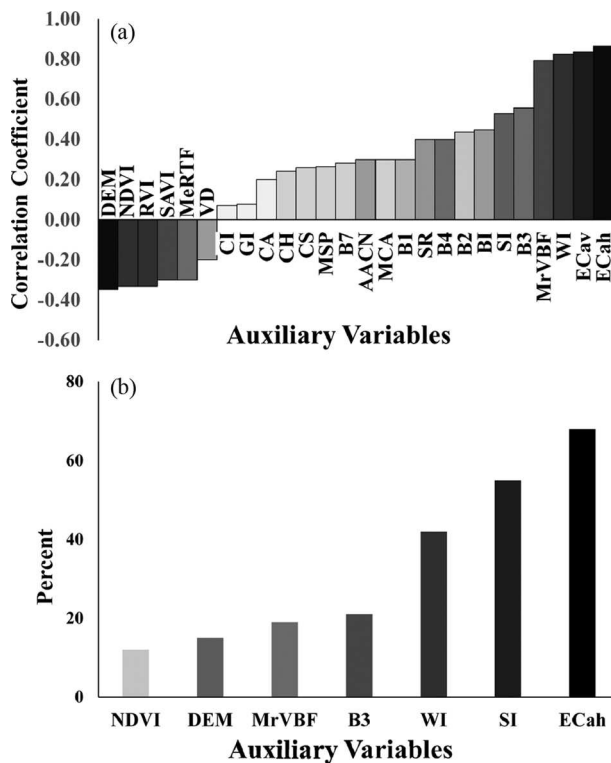 (a)
Correlation Coefficient
1.00
0.80
0.60
0.40
0.20
0.00
-0.20
-0.40
-0.60
DEM
NDVI
RVI
SAVI
MeRTF
VD
CI
GI
CA
CH
CS
MSP
B7
AACN
MCA
B1
SR
B4
B2
BI
SI
B3
MrVBF
WI
ECav
ECah
Auxiliary Variables
(b)
Percent
80
60
40
20
0
NDVI DEM MrVBF B3 WI SI ECah
Auxiliary Variables